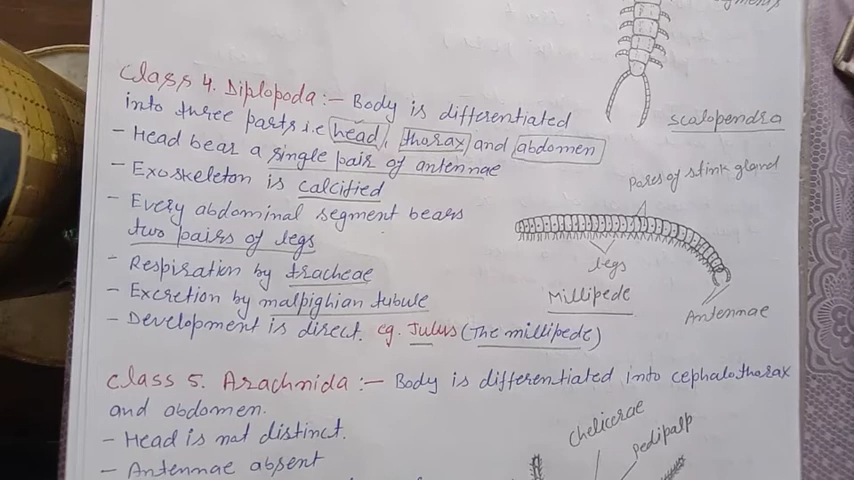 scalopendra
Class 4. Diplopoda :- Body is differentiated
into three parts i.e head, thorax and abdomen
- Head bear a single pair of antennae
- Exoskeleton is calcified
- Every abdominal segment bears
two pairs of legs
- Respiration by tracheae
- Excretion by malpighian tubule
- Development is direct. eg. Julus (The millipede)
Pores of stink gland
legs
Millipede
Antennae
Class 5. Arachnida :- Body is differentiated into cephalothorax
and abdomen.
- Head is not distinct.
- Antennae absent
Chelicerae
Pedipalp